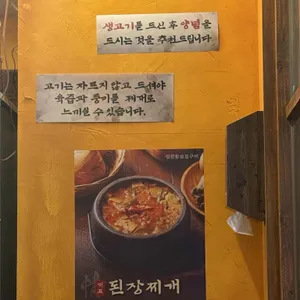 생고기를 드신 후 양념을
드시는 것을 추천드립니다
고기는 자르지 않고 드셔야
육즙과 풍미를 제대로
느끼실 수 있습니다.
된장찌개